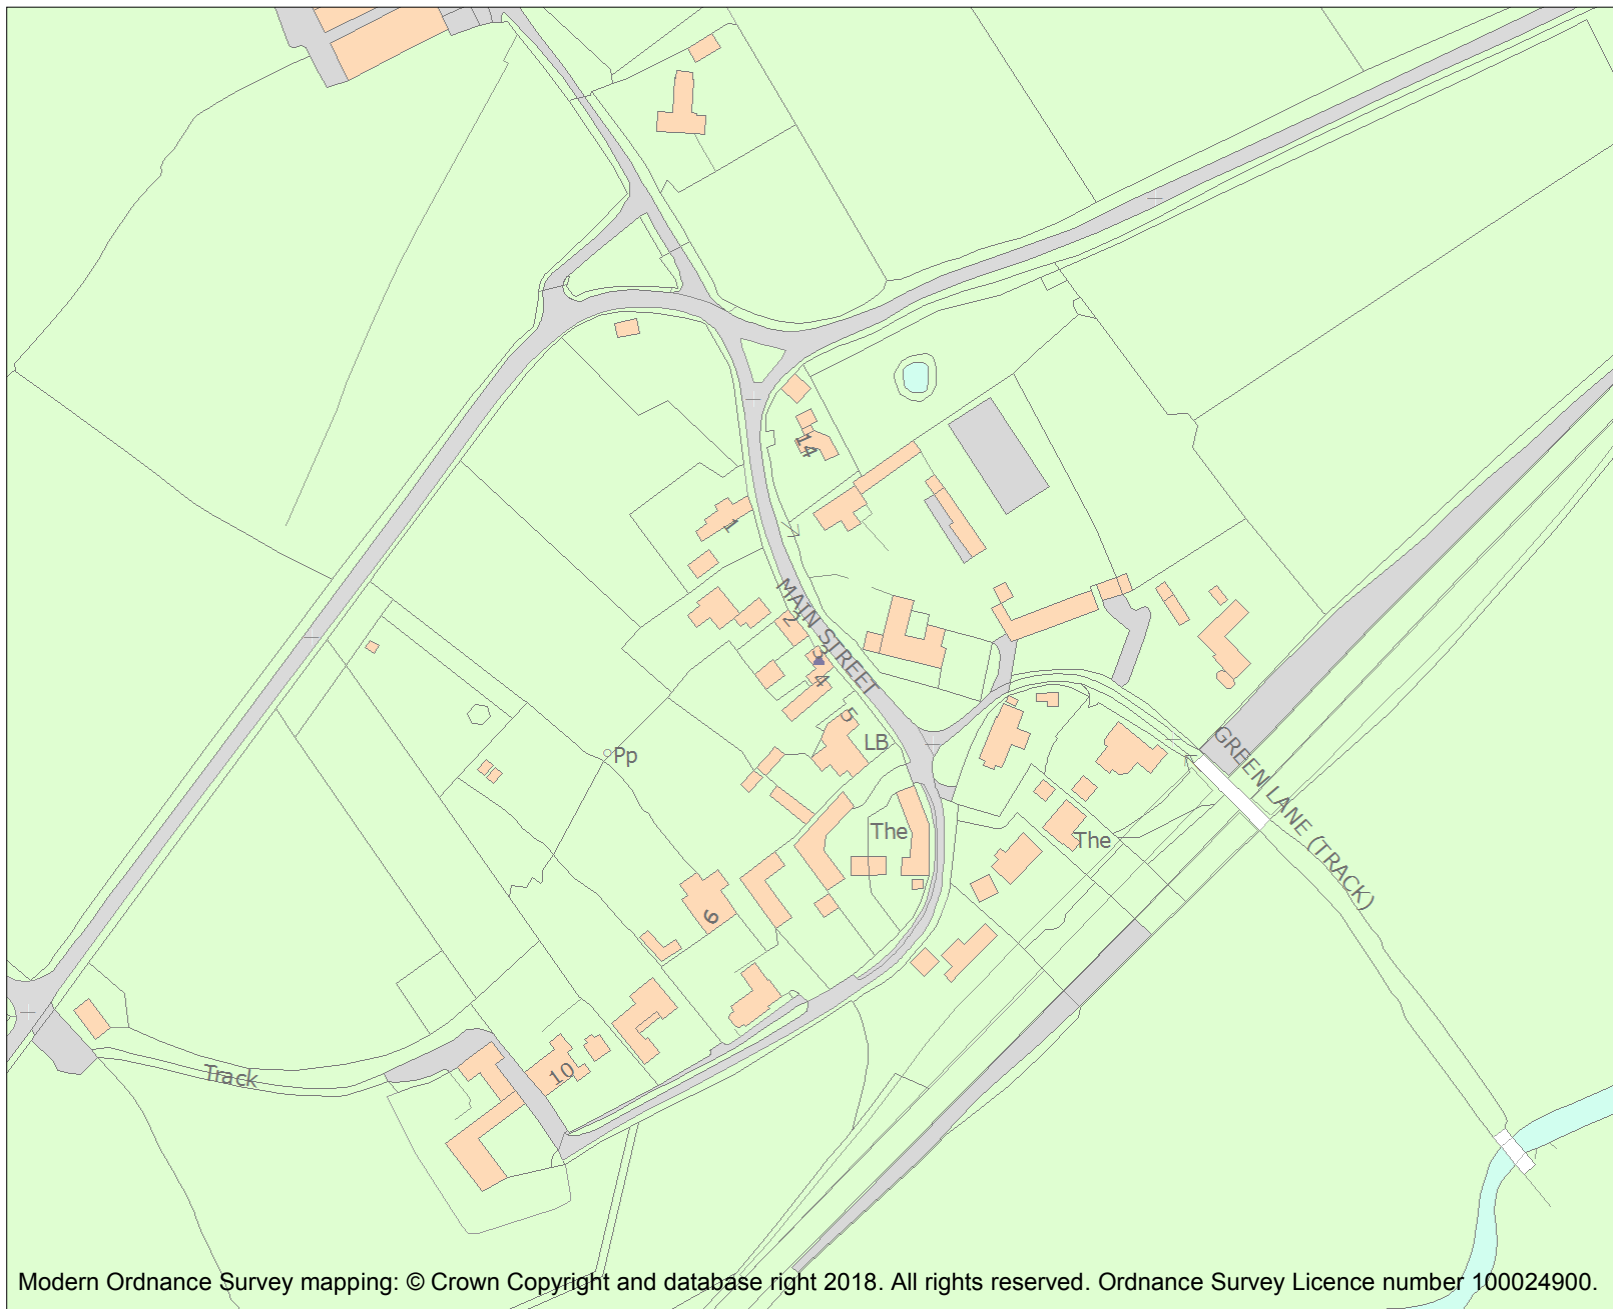 14
1
MAIN STREET
2
3
4
5
LB
Pp
GREEN LANE (TRACK)
The
The
6
10
Track
Modern Ordnance Survey mapping: © Crown Copyright and database right 2018. All rights reserved. Ordnance Survey Licence number 100024900.